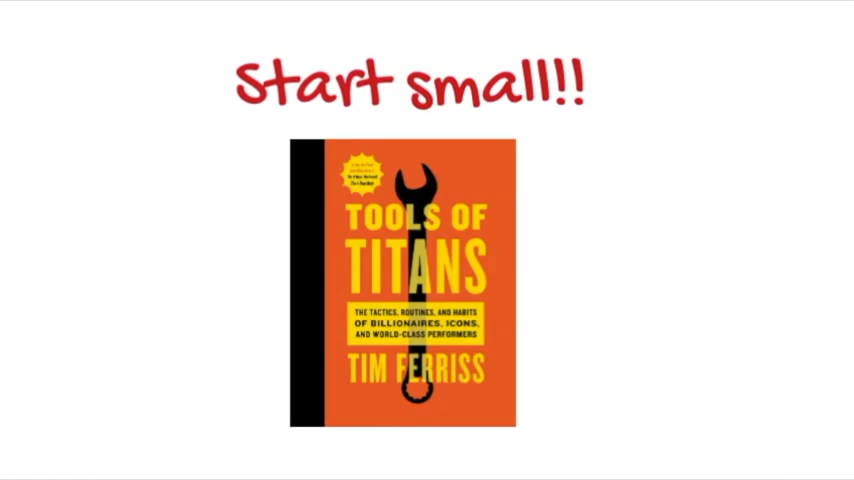 Start small!!
TOOLS OF
TITANS
THE TACTICS, ROUTINES, AND HABITS
OF BILLIONAIRES, ICONS,
AND WORLD-CLASS PERFORMERS
TIM FERRISS